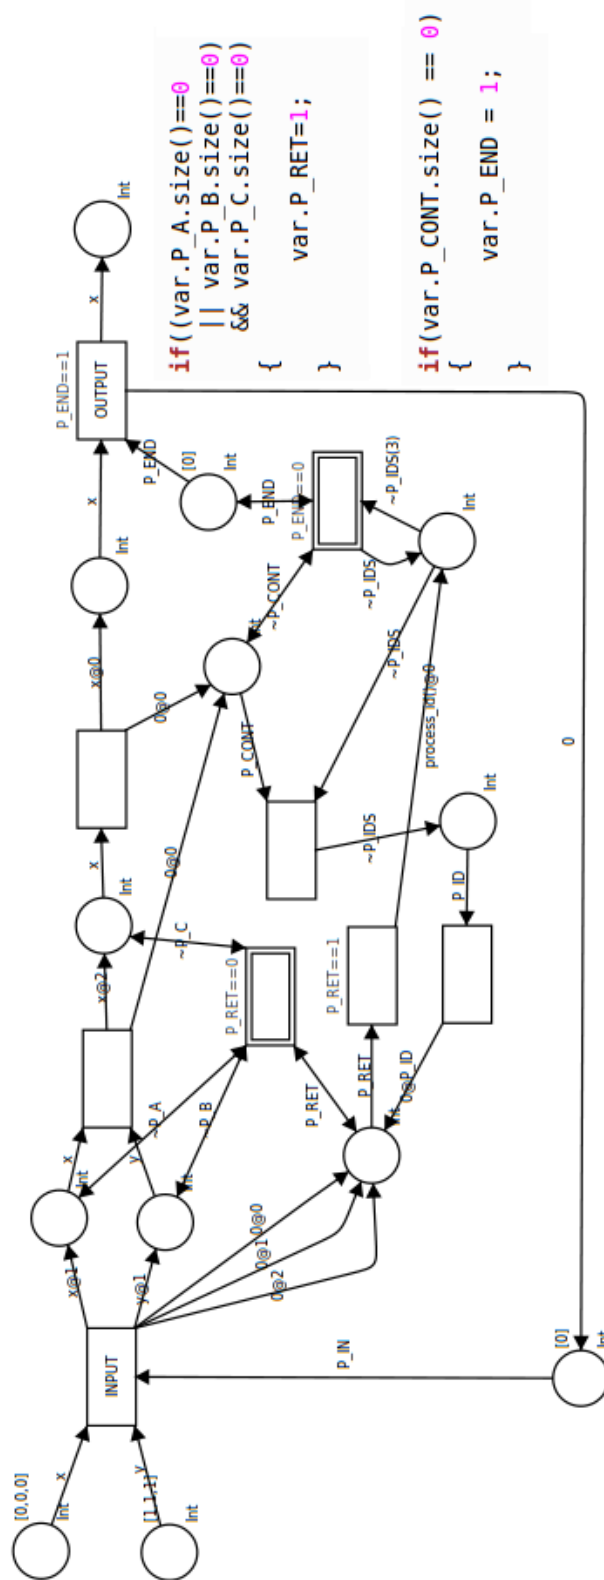 [0,0,0]
Int
x
[1,1,1]
Int
y
INPUT
x@1
y@1
0@0
0@1
0@2
P_IN
[0]
Int
Int
x
y
~P_A
~P_B
P_RET
P_RET
0@P_ID
x@2
0@0
~P_C
P_RET==0
P_RET==1
Int
x
P_ID
Int
~P_IDS
process_id()@0
P_CONT
x@0
0@0
~P_CONT
~P_IDS
~P_IDS
~P_IDS(3)
Int
Int
x
P_END
P_END
P_END==0
[0]
Int
P_END==1
OUTPUT
x
Int
0
if((var.P_A.size()==0
|| var.P_B.size()==0)
&& var.P_C.size()==0)
{
var.P_RET=1;
}
if(var.P_CONT.size() == 0)
{
var.P_END = 1;
}